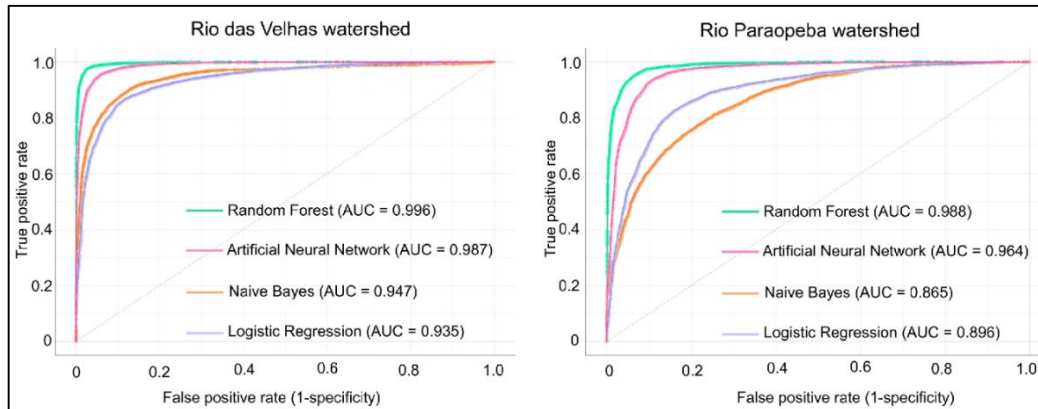 Rio das Velhas watershed
1.0
0.8
0.6
0.4
0.2
0
True positive rate
Random Forest (AUC = 0.996)
Artificial Neural Network (AUC = 0.987)
Naive Bayes (AUC = 0.947)
Logistic Regression (AUC = 0.935)
0 0.2 0.4 0.6 0.8 1.0
False positive rate (1-specificity)
Rio Paraopeba watershed
1.0
0.8
0.6
0.4
0.2
0
True positive rate
Random Forest (AUC = 0.988)
Artificial Neural Network (AUC = 0.964)
Naive Bayes (AUC = 0.865)
Logistic Regression (AUC = 0.896)
0 0.2 0.4 0.6 0.8 1.0
False positive rate (1-specificity)